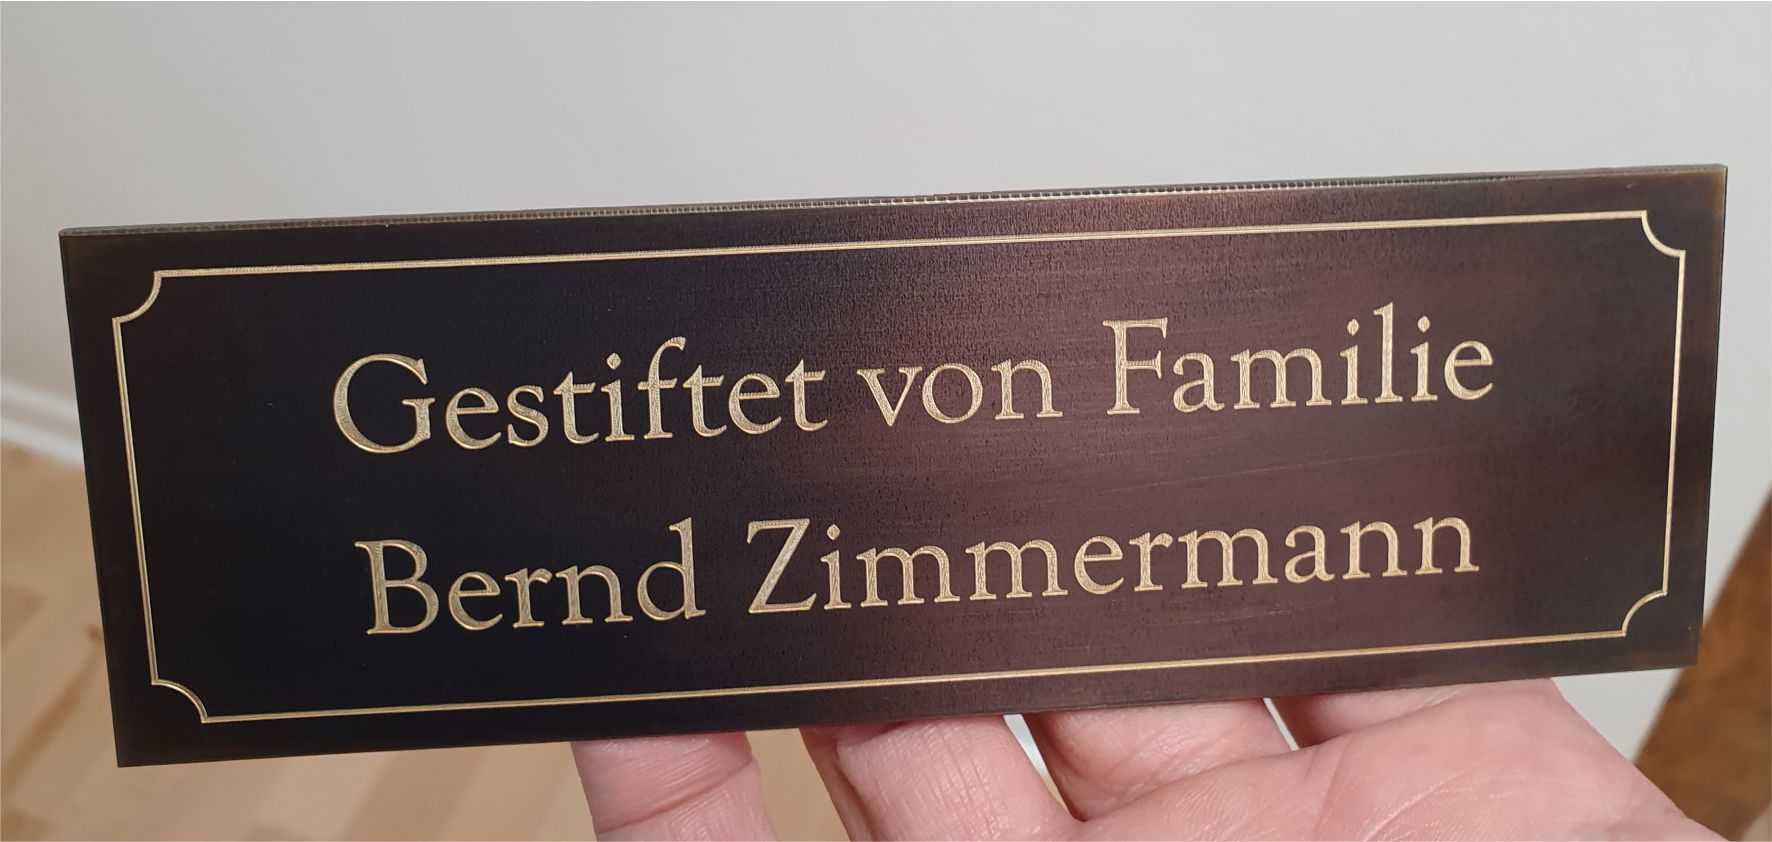 Gestiftet von Familie
Bernd Zimmermann